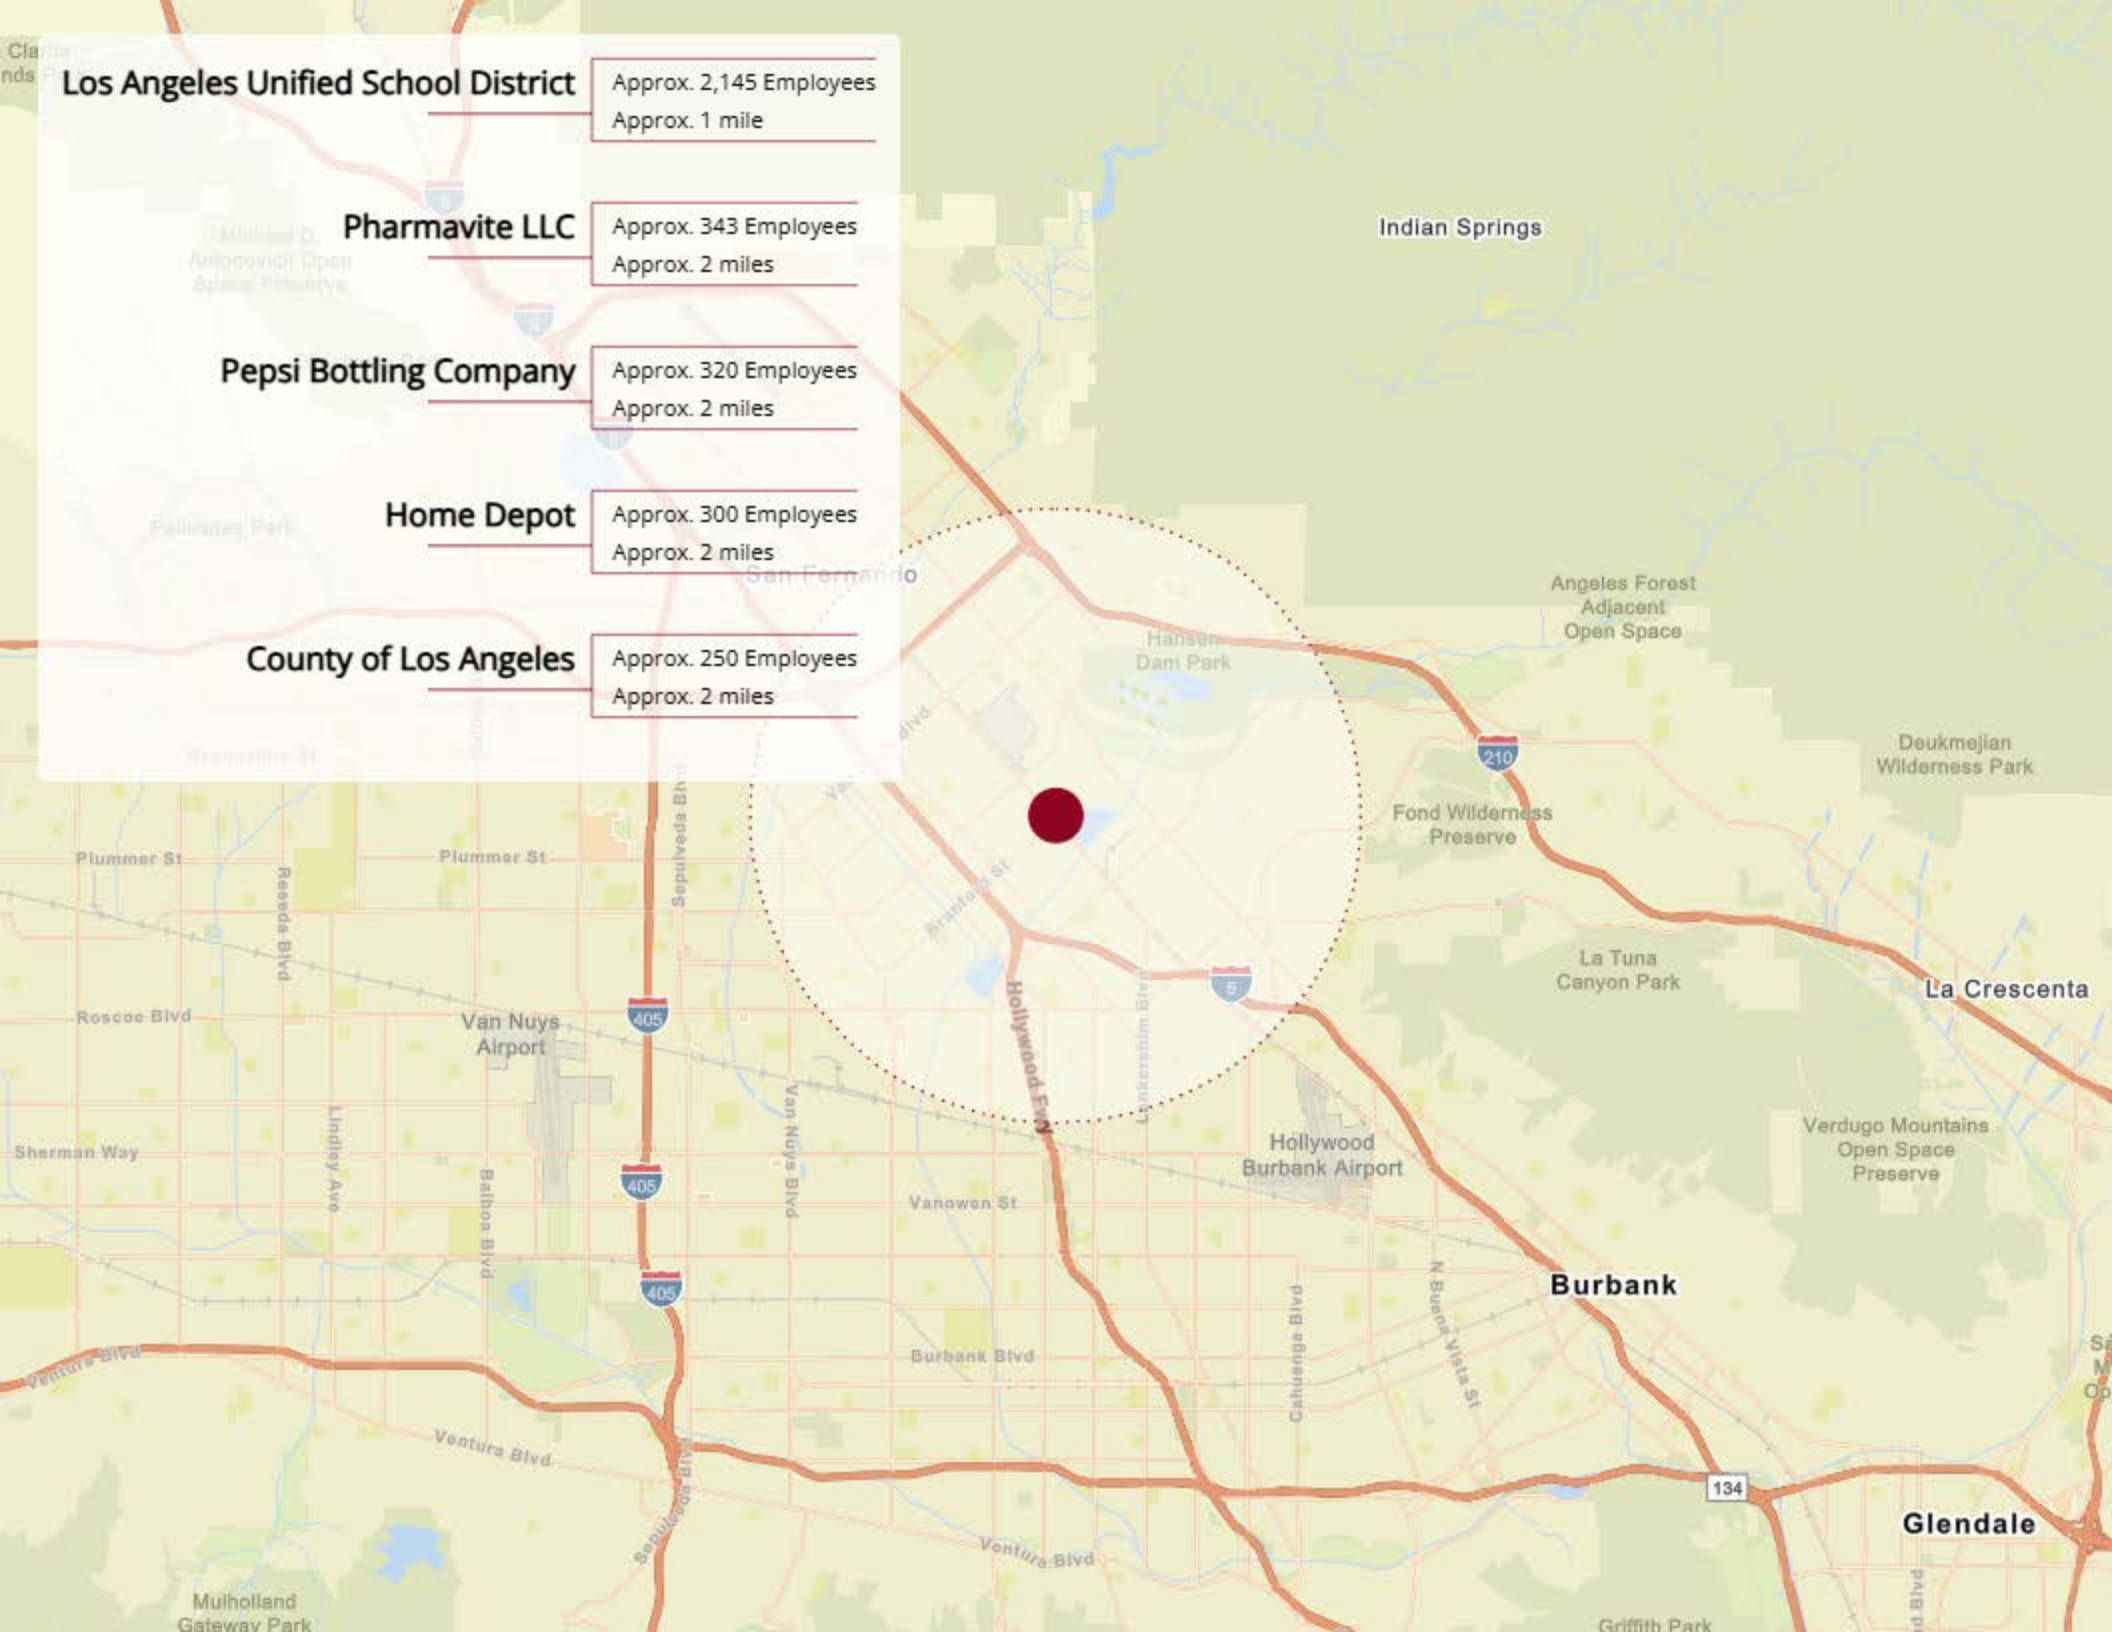 Los Angeles Unified School District
Approx. 2,145 Employees
Approx. 1 mile
Pharmavite LLC
Approx. 343 Employees
Approx. 2 miles
Pepsi Bottling Company
Approx. 320 Employees
Approx. 2 miles
Home Depot
Approx. 300 Employees
Approx. 2 miles
County of Los Angeles
Approx. 250 Employees
Approx. 2 miles
Michael D.
Antonovich Open
Space Preserve
San Fernando
Indian Springs
Angeles Forest
Adjacent
Open Space
Hansen
Dam Park
210
Deukmejian
Wilderness Park
Fond Wilderness
Preserve
Plummer St
Plummer St
Sepulveda Blvd
Reseda Blvd
Branford St
La Tuna
Canyon Park
La Crescenta
5
Roscoe Blvd
Van Nuys
Airport
405
Hollywood Fwy
Lankershim Blvd
Sherman Way
Lindley Ave
Balboa Blvd
405
Van Nuys Blvd
Vanowen St
Hollywood
Burbank Airport
Verdugo Mountains
Open Space
Preserve
405
Burbank
Ventura Blvd
Burbank Blvd
Cahuenga Blvd
N Buena Vista St
Ventura Blvd
Sepulveda Blvd
Ventura Blvd
134
Glendale
Mulholland
Gateway Park
Griffith Park